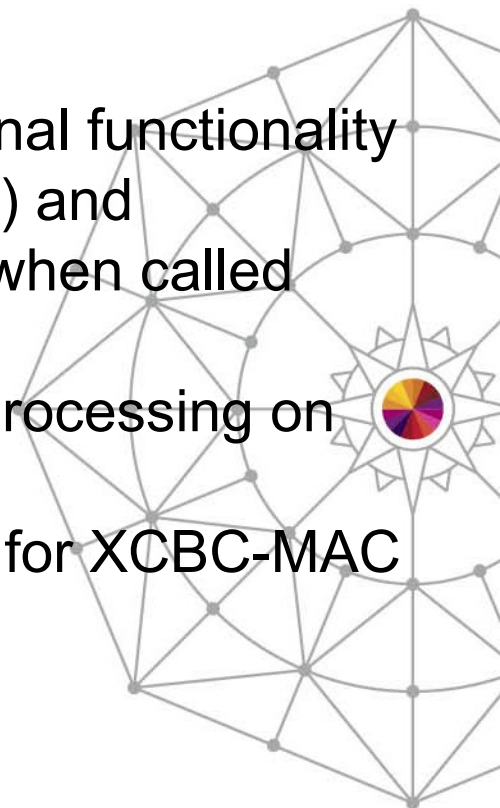 nal functionality
) and
when called
rocessing on
for XCBC-MAC